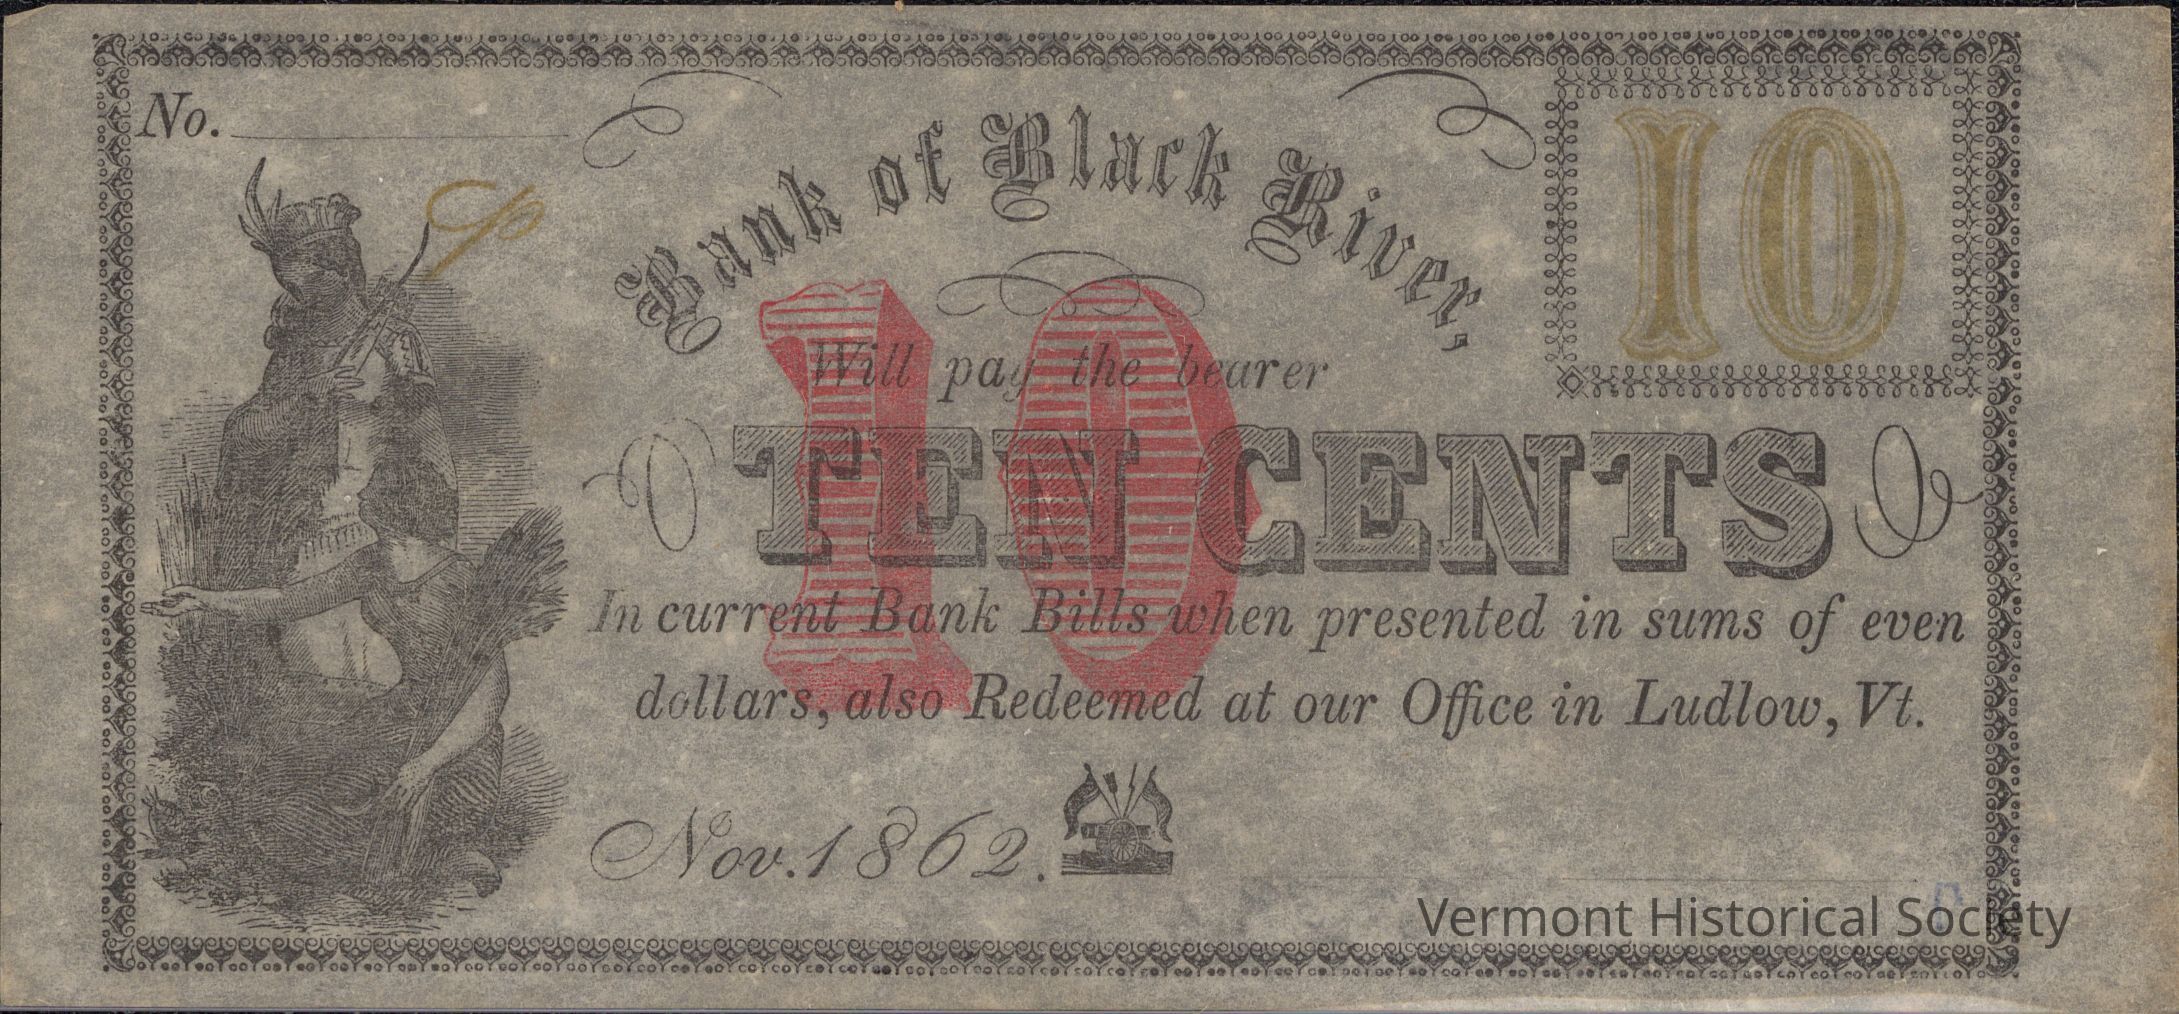 No.
Bank of Black River,
10
Will pay the bearer
10
TEN CENTS
In current Bank Bills when presented in sums of even
dollars, also Redeemed at our Office in Ludlow, Vt.
Nov. 1862.
Vermont Historical Society